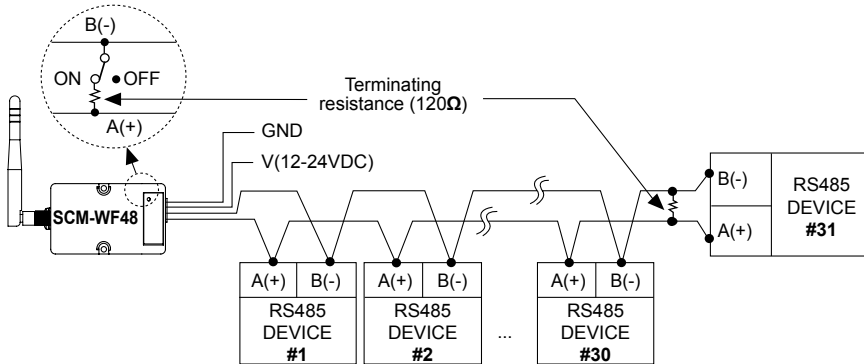 B(-)
ON
OFF
A(+)
Terminating
resistance (120Ω)
GND
V(12-24VDC)
SCM-WF48
B(-)
A(+)
RS485
DEVICE
#31
A(+)
B(-)
RS485
DEVICE
#1
A(+)
B(-)
RS485
DEVICE
#2
...
A(+)
B(-)
RS485
DEVICE
#30